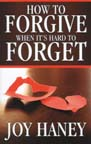 HOW TO
FORGIVE
WHEN IT'S HARD TO
FORGET
JOY HANEY